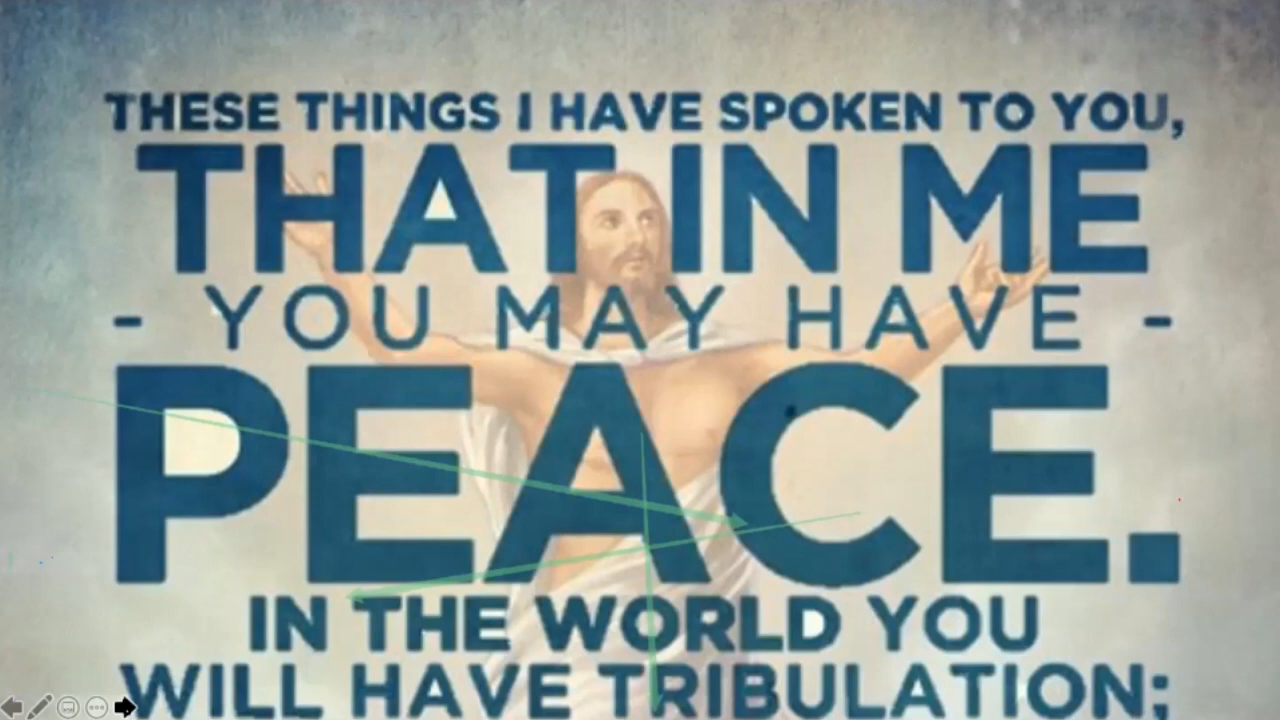 THESE THINGS I HAVE SPOKEN TO YOU,
THAT IN ME
- YOU MAY HAVE -
PEACE.
IN THE WORLD YOU
WILL HAVE TRIBULATION;